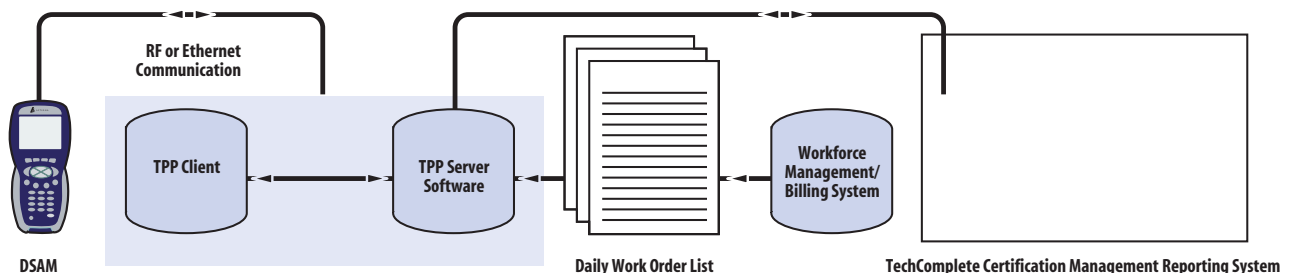 RF or Ethernet
Communication
TPP Client
TPP Server
Software
Workforce
Management/
Billing System
DSAM
Daily Work Order List
TechComplete Certification Management Reporting System